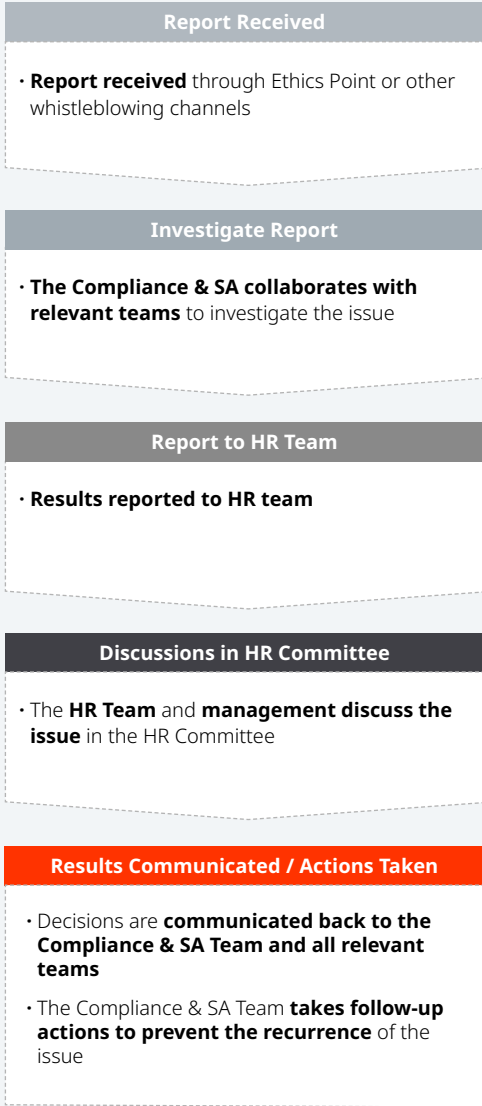 Report Received
· Report received through Ethics Point or other
whistleblowing channels
Investigate Report
· The Compliance & SA collaborates with
relevant teams to investigate the issue
Report to HR Team
· Results reported to HR team
Discussions in HR Committee
· The HR Team and management discuss the
issue in the HR Committee
Results Communicated / Actions Taken
· Decisions are communicated back to the
Compliance & SA Team and all relevant
teams
· The Compliance & SA Team takes follow-up
actions to prevent the recurrence of the
issue